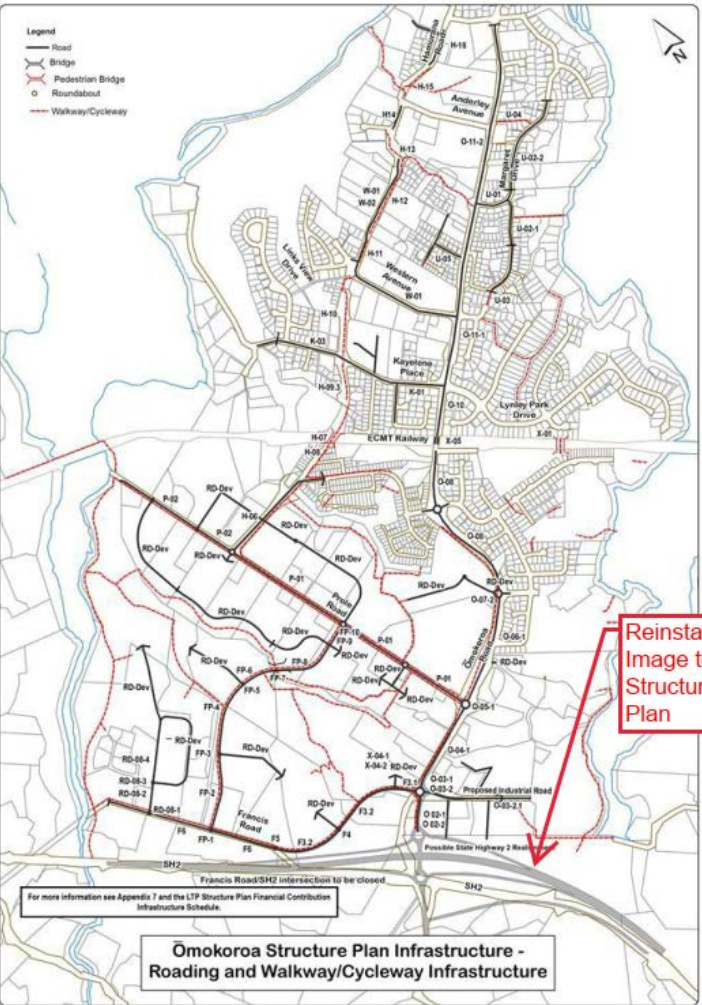 Legend
Road
Bridge
Pedestrian Bridge
Roundabout
Walkway/Cycleway
N
Hamurana
Road
H-16
H-15
Anderley
Avenue
U-04
H14
O-11-2
Margaret
Drive
U-02-2
H-13
W-01
W-02
H-12
U-01
U-02-1
Links View
Drive
H-11
Western
Avenue
U-05
W-01
U-03
H-10
K-03
O-11-1
Kayelene
Place
H-09.3
K-01
O-10
Lynley Park
Drive
H-07
ECMT Railway
X-05
X-01
H-08
O-08
P-02
RD-Dev
H-06
RD-Dev
O-08
P-02
RD-Dev
RD-Dev
RD-Dev
P-01
RD-Dev
RD-Dev
O-07-2
RD-Dev
Prole
Road
FP-10
FP-9
P-01
O-06-1
Ōmokoroa
Road
RD-Dev
RD-Dev
FP-8
RD-Dev
FP-6
FP-7
RD-Dev
FP-5
RD-Dev
P-01
RD-Dev
FP-4
RD-Dev
O-05-1
RD-Dev
FP-3
RD-Dev
O-04-1
RD-08-4
X-04-1
X-04-2
RD-Dev
RD-08-3
RD-08-2
FP-2
F3.1
O-03-1
O-03-2
Proposed Industrial Road
O-03-2.1
RD-08-1
RD-Dev
F3.2
F6
FP-1
Francis
Road
F5
F4
O 02-1
O-02-2
F6
F3.2
Possible State Highway 2
SH2
Francis Road/SH2 intersection to be closed
SH2
For more information see Appendix 7 and the LTP Structure Plan Financial Contribution
Infrastructure Schedule.
Ōmokoroa Structure Plan Infrastructure -
Roading and Walkway/Cycleway Infrastructure
Image
Plan